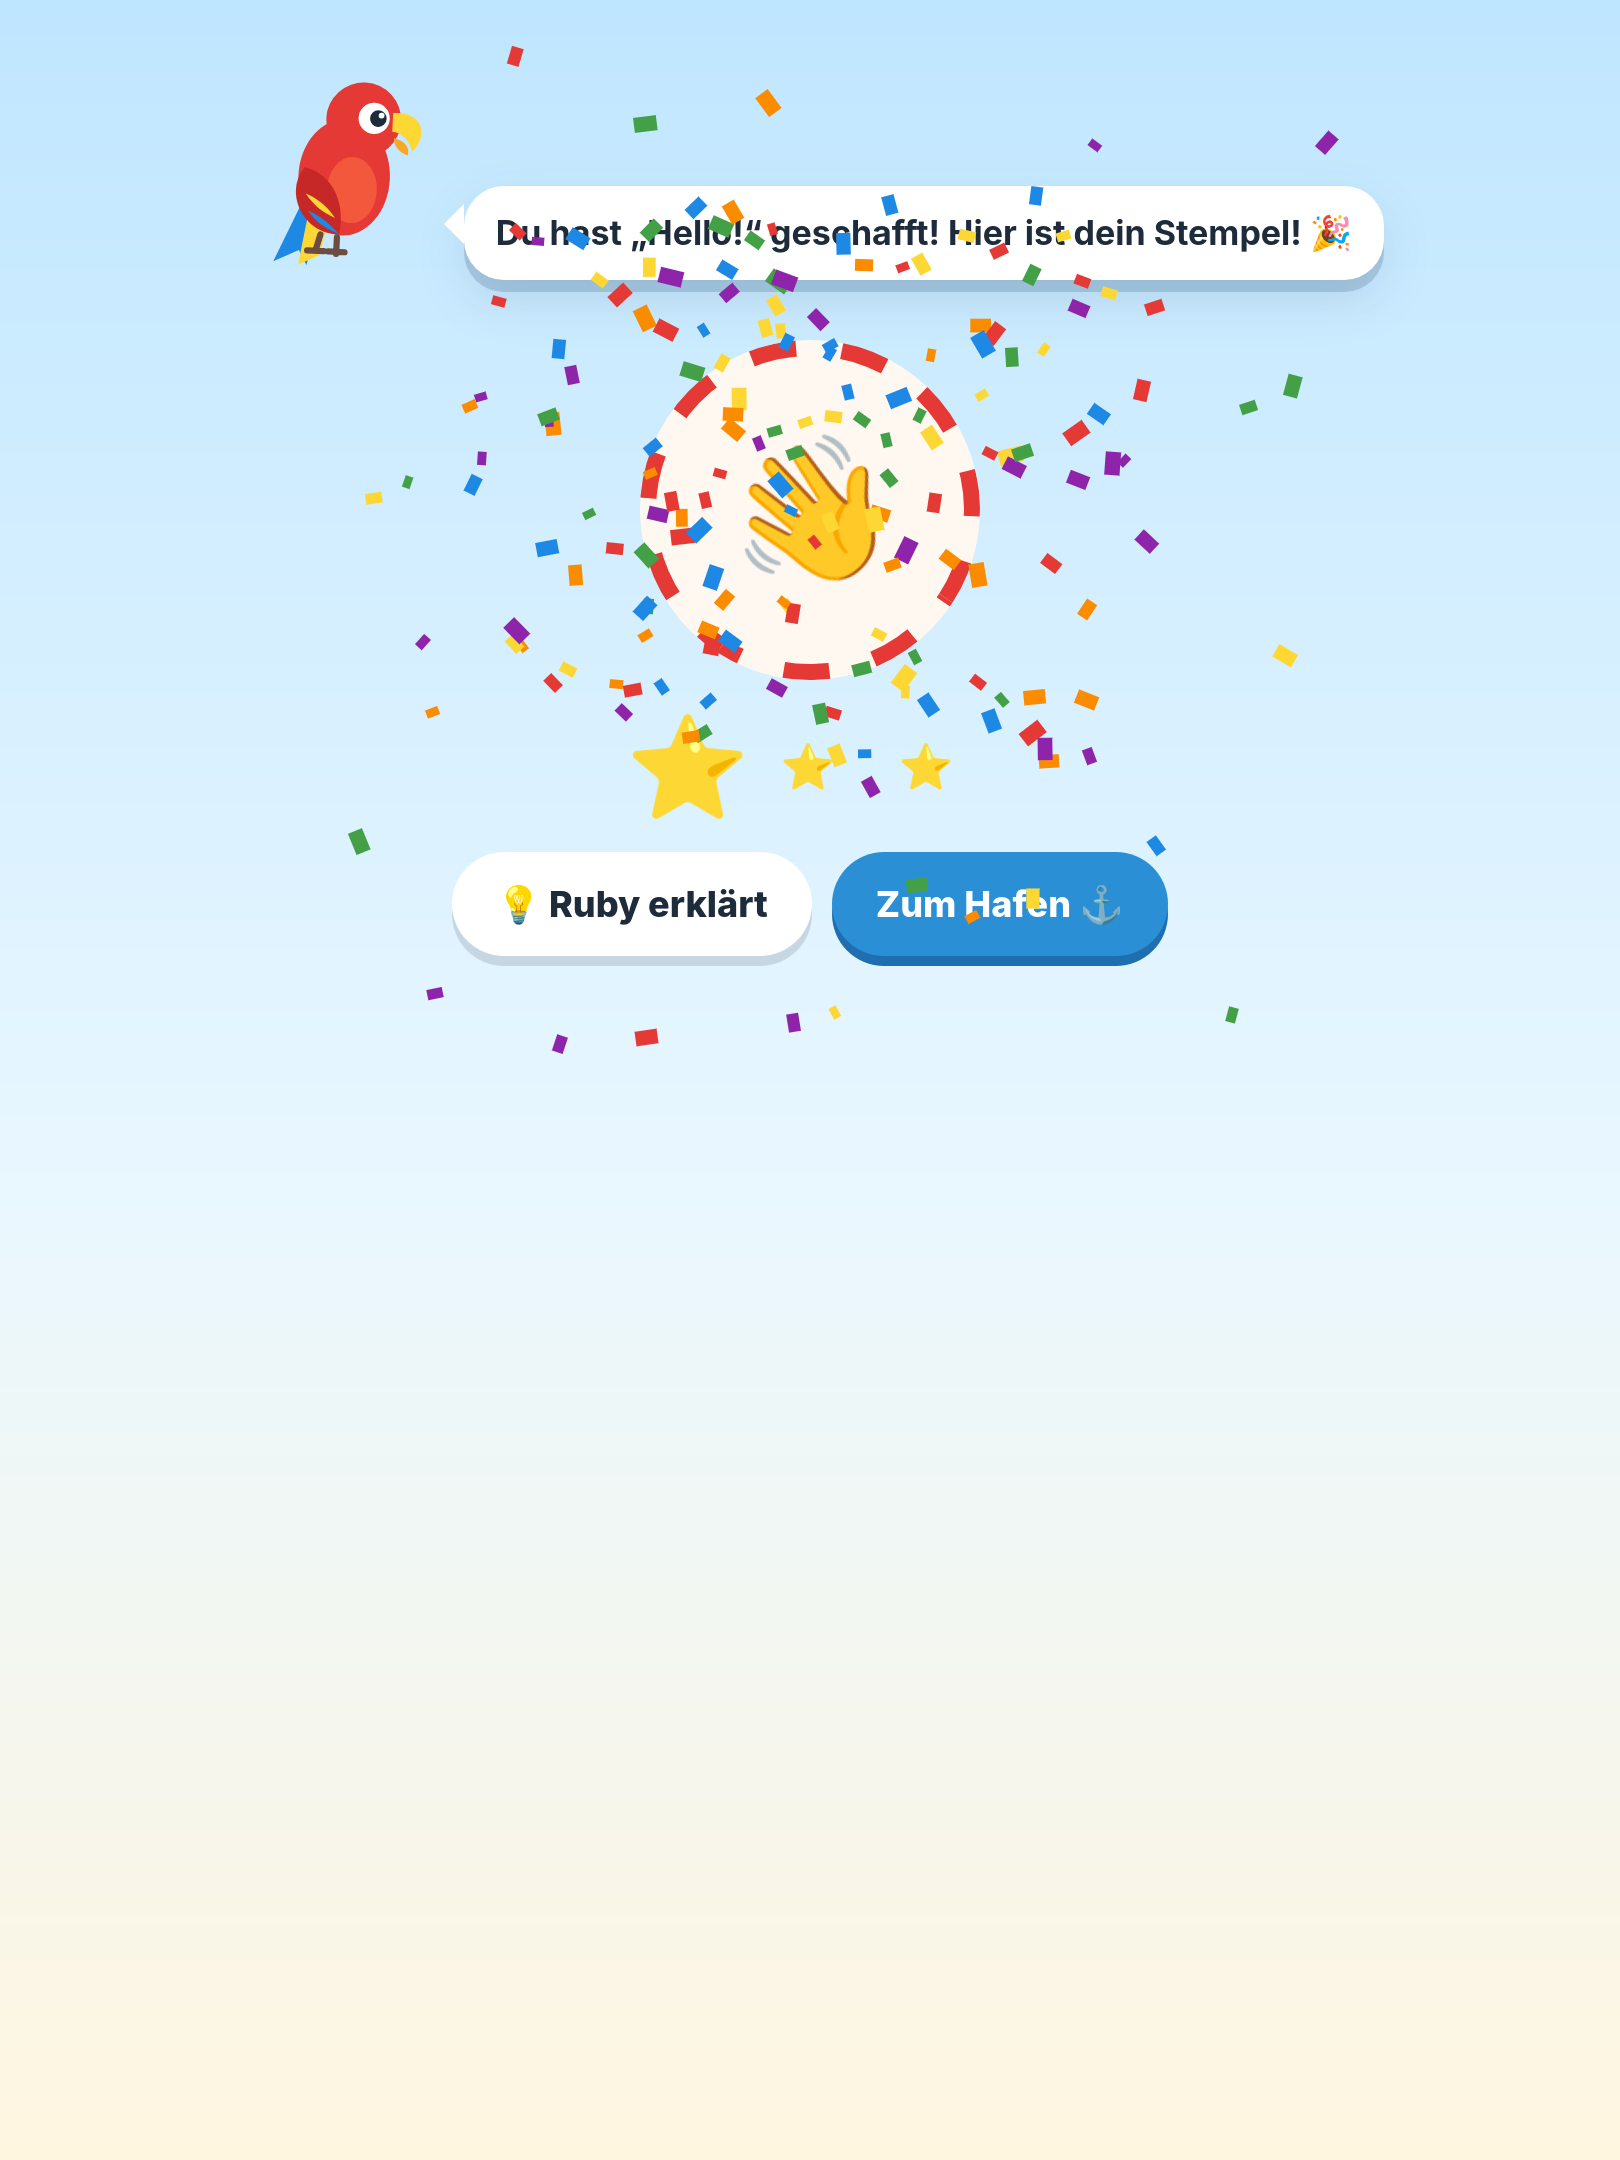 Du hast „Hello!“ geschafft! Hier ist dein Stempel! 🎉
💡 Ruby erklärt
Zum Hafen ⚓